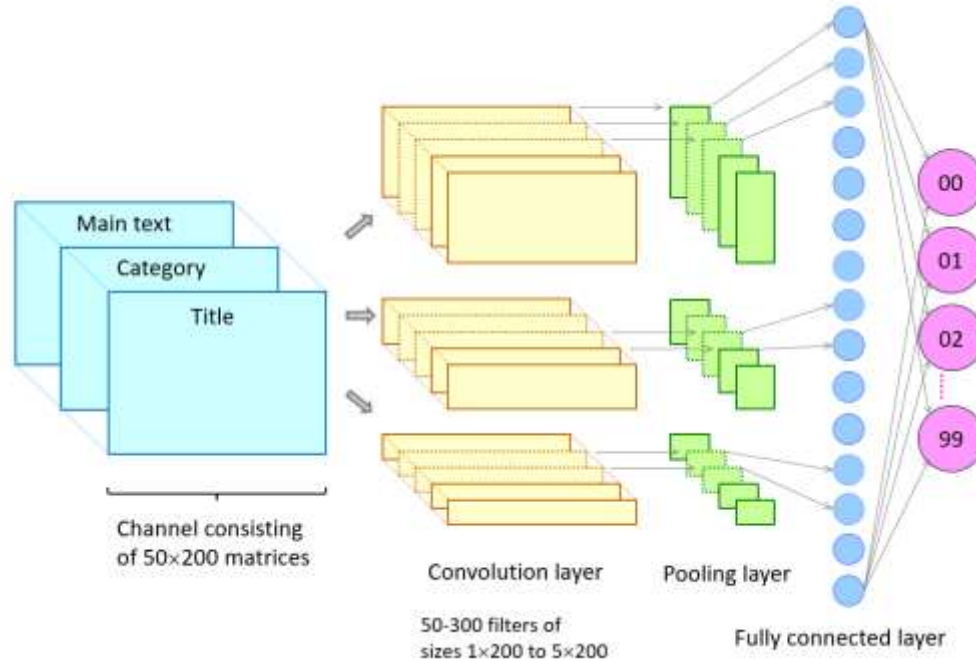 Main text
Category
Title
Channel consisting
of 50×200 matrices
Convolution layer
50-300 filters of
sizes 1×200 to 5×200
Pooling layer
Fully connected layer
00
01
02
99